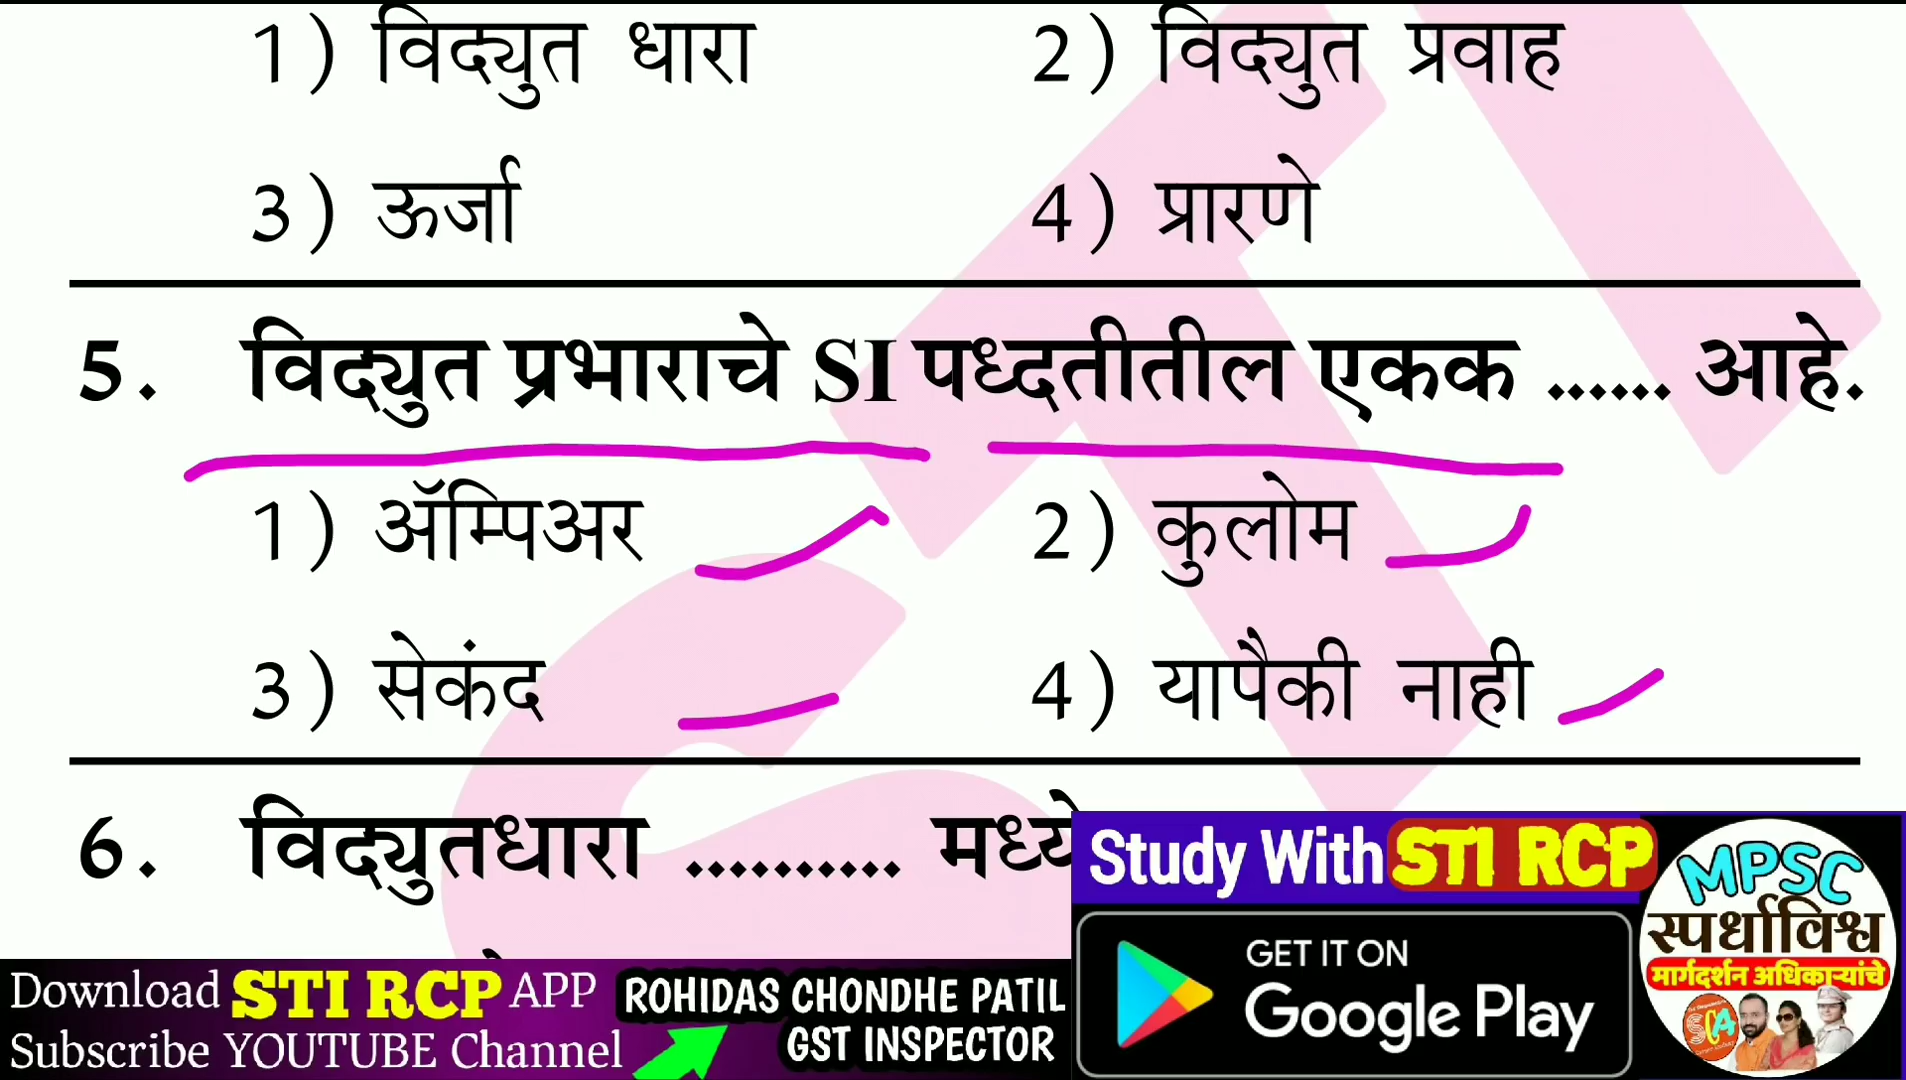 1) विद्युत धारा 2) विद्युत प्रवाह
3) ऊर्जा 4) प्रारणे
5. विद्युत प्रभाराचे SI पध्दतीतील एकक ...... आहे.
1) ॲम्पिअर 2) कुलोम
3) सेकंद 4) यापैकी नाही
6. विद्युतधारा .......... मध्ये
Study With STI RCP
GET IT ON
Google Play
MPSC
स्पर्धाविश्व
मार्गदर्शन अधिकाऱ्यांचे
SCA
Download STI RCP APP
Subscribe YOUTUBE Channel
ROHIDAS CHONDHE PATIL
GST INSPECTOR